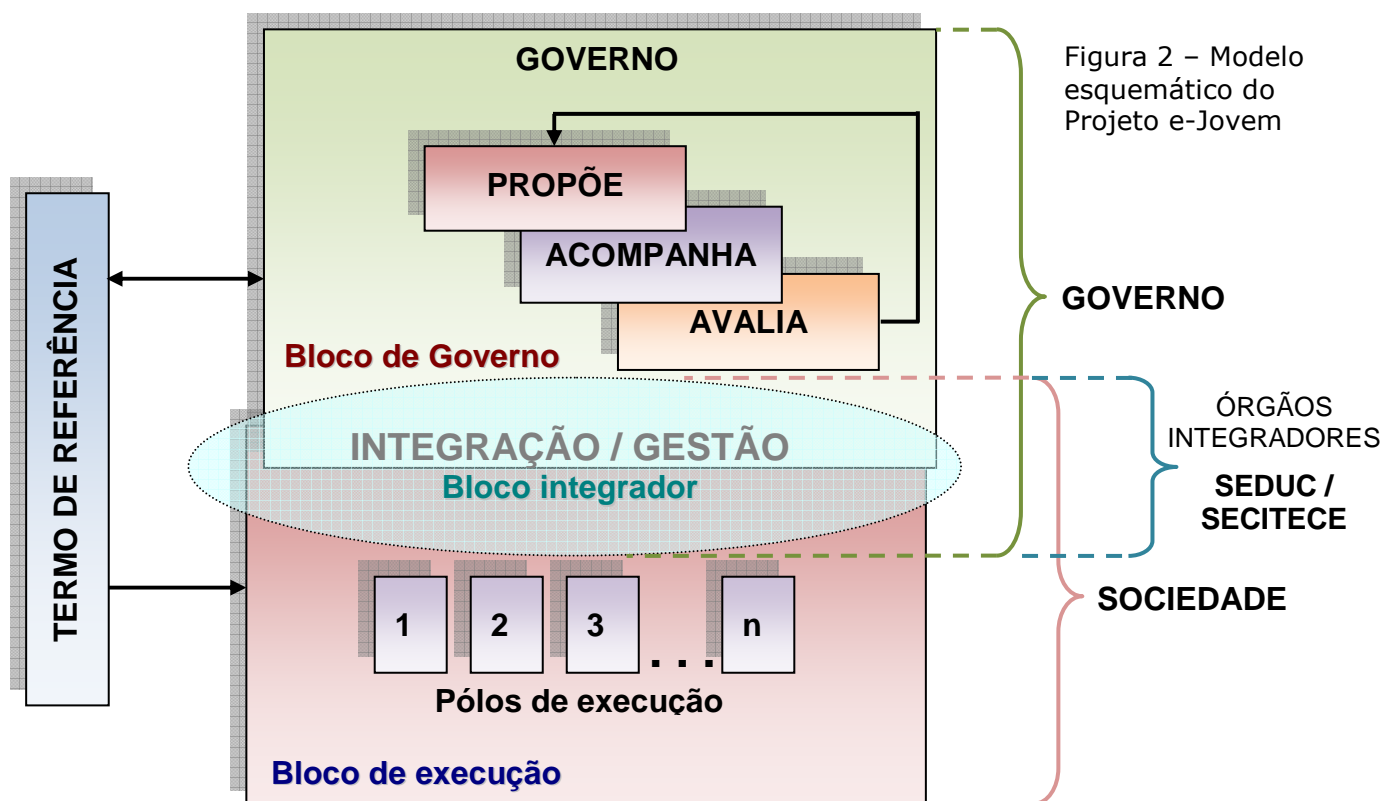 GOVERNO
Figura 2 – Modelo
esquemático do
Projeto e-Jovem
PROPÕE
ACOMPANHA
AVALIA
TERMO DE REFERÊNCIA
Bloco de Governo
GOVERNO
INTEGRAÇÃO / GESTÃO
Bloco integrador
ÓRGÃOS
INTEGRADORES
SEDUC /
SECITECE
SOCIEDADE
1 2 3 . . . n
Pólos de execução
Bloco de execução